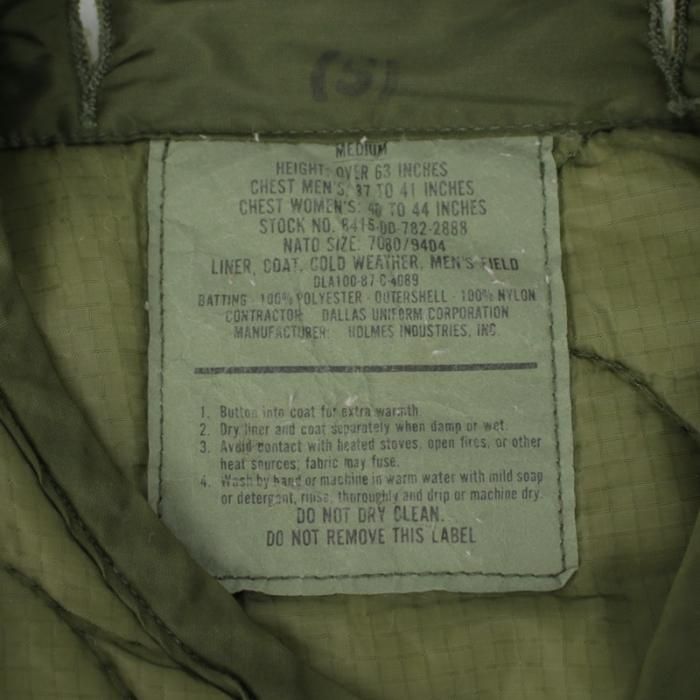 (S)
MEDIUM
HEIGHT: OVER 63 INCHES
CHEST MEN'S: 37 TO 41 INCHES
CHEST WOMEN'S: 40 TO 44 INCHES
STOCK NO. 8415-00-782-2888
NATO SIZE: 7080/9404
LINER, COAT, COLD WEATHER, MEN'S FIELD
DLA100-87-C-4089
BATTING - 100% POLYESTER - OUTERSHELL - 100% NYLON
CONTRACTOR: DALLAS UNIFORM CORPORATION
MANUFACTURER: HOLMES INDUSTRIES, INC.
1. Button into coat for extra warmth.
2. Dry liner and coat separately when damp or wet.
3. Avoid contact with heated stoves, open fires, or other
heat sources; fabric may fuse.
4. Wash by hand or machine in warm water with mild soap
or detergent, rinse, thoroughly and drip or machine dry.
DO NOT DRY CLEAN.
DO NOT REMOVE THIS LABEL